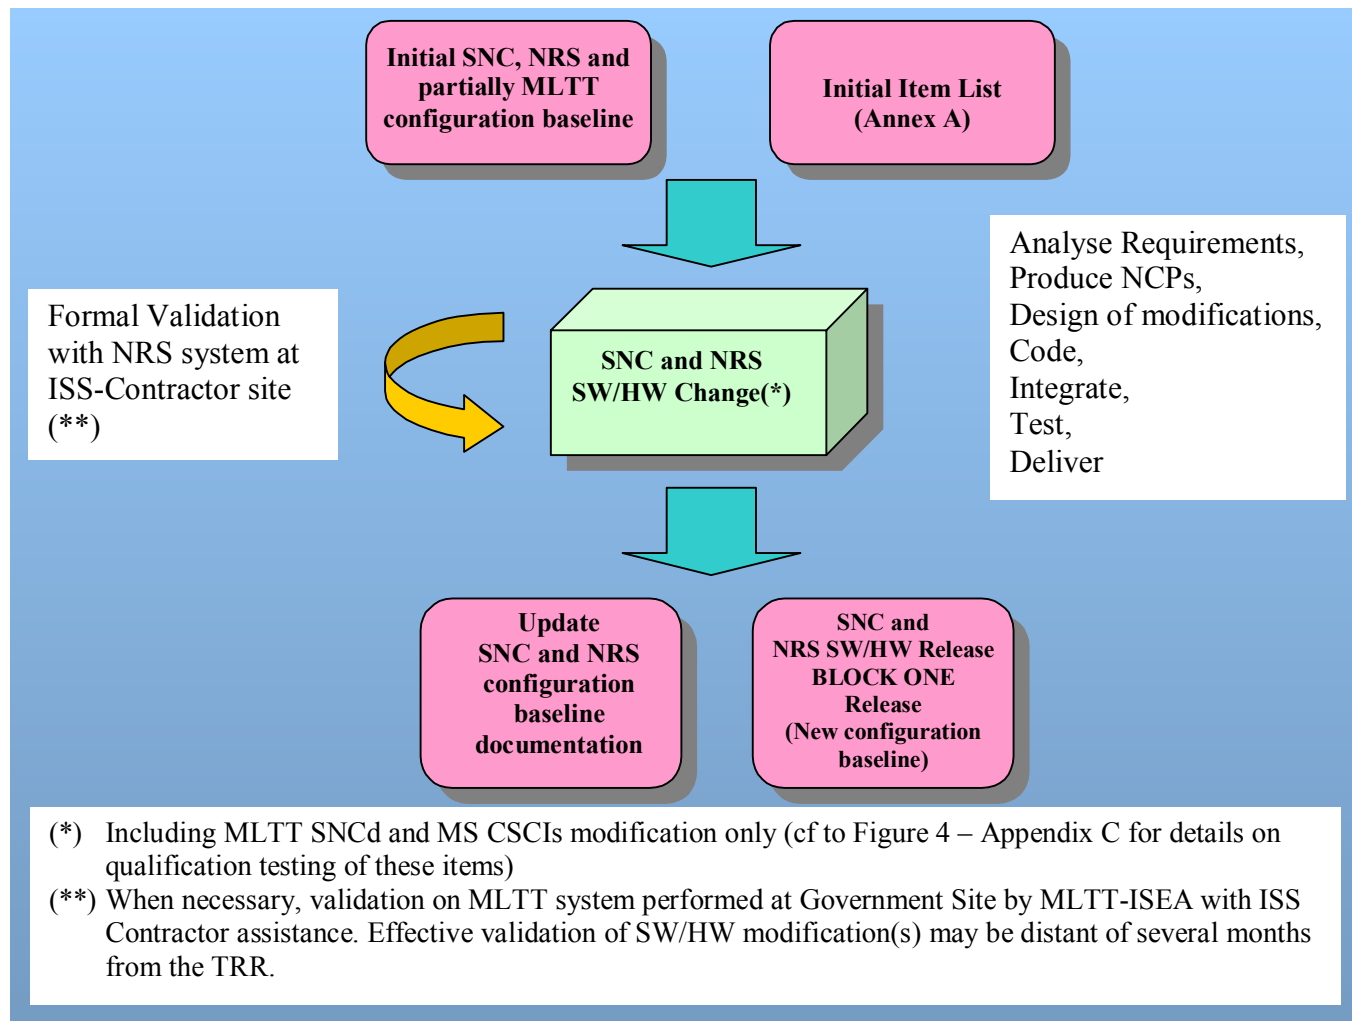 Initial SNC, NRS and
partially MLTT
configuration baseline
Initial Item List
(Annex A)
Analyse Requirements,
Produce NCPs,
Design of modifications,
Code,
Integrate,
Test,
Deliver
Formal Validation
with NRS system at
ISS-Contractor site
(**)
SNC and NRS
SW/HW Change(*)
Update
SNC and NRS
configuration
baseline
documentation
SNC and
NRS SW/HW Release
BLOCK ONE
Release
(New configuration
baseline)
(*) Including MLTT SNCd and MS CSCIs modification only (cf to Figure 4 – Appendix C for details on
qualification testing of these items)
(**) When necessary, validation on MLTT system performed at Government Site by MLTT-ISEA with ISS
Contractor assistance. Effective validation of SW/HW modification(s) may be distant of several months
from the TRR.